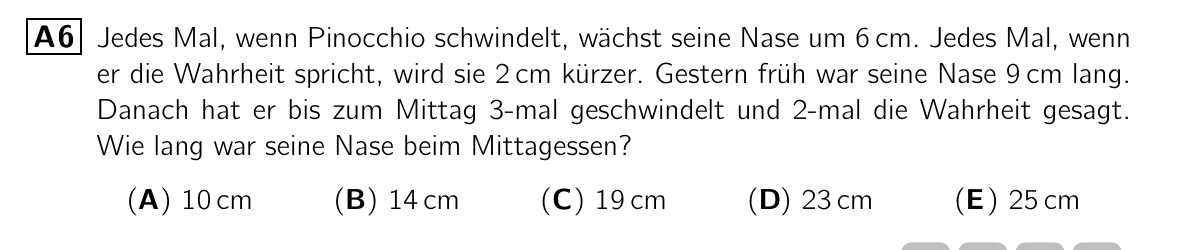 A6 Jedes Mal, wenn Pinocchio schwindelt, wächst seine Nase um 6 cm. Jedes Mal, wenn
er die Wahrheit spricht, wird sie 2 cm kürzer. Gestern früh war seine Nase 9 cm lang.
Danach hat er bis zum Mittag 3-mal geschwindelt und 2-mal die Wahrheit gesagt.
Wie lang war seine Nase beim Mittagessen?
(A) 10 cm (B) 14 cm (C) 19 cm (D) 23 cm (E) 25 cm